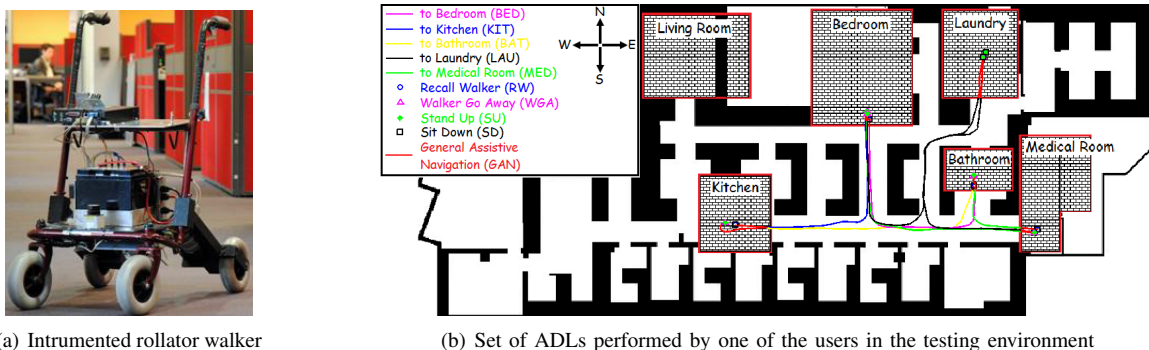 to Bedroom (BED)
to Kitchen (KIT)
to Bathroom (BAT)
to Laundry (LAU)
to Medical Room (MED)
Recall Walker (RW)
Walker Go Away (WGA)
Stand Up (SU)
Sit Down (SD)
General Assistive
Navigation (GAN)
N
W E
S
Living Room
Bedroom
Laundry
Kitchen
Bathroom
Medical Room
(a) Intrumented rollator walker
(b) Set of ADLs performed by one of the users in the testing environment